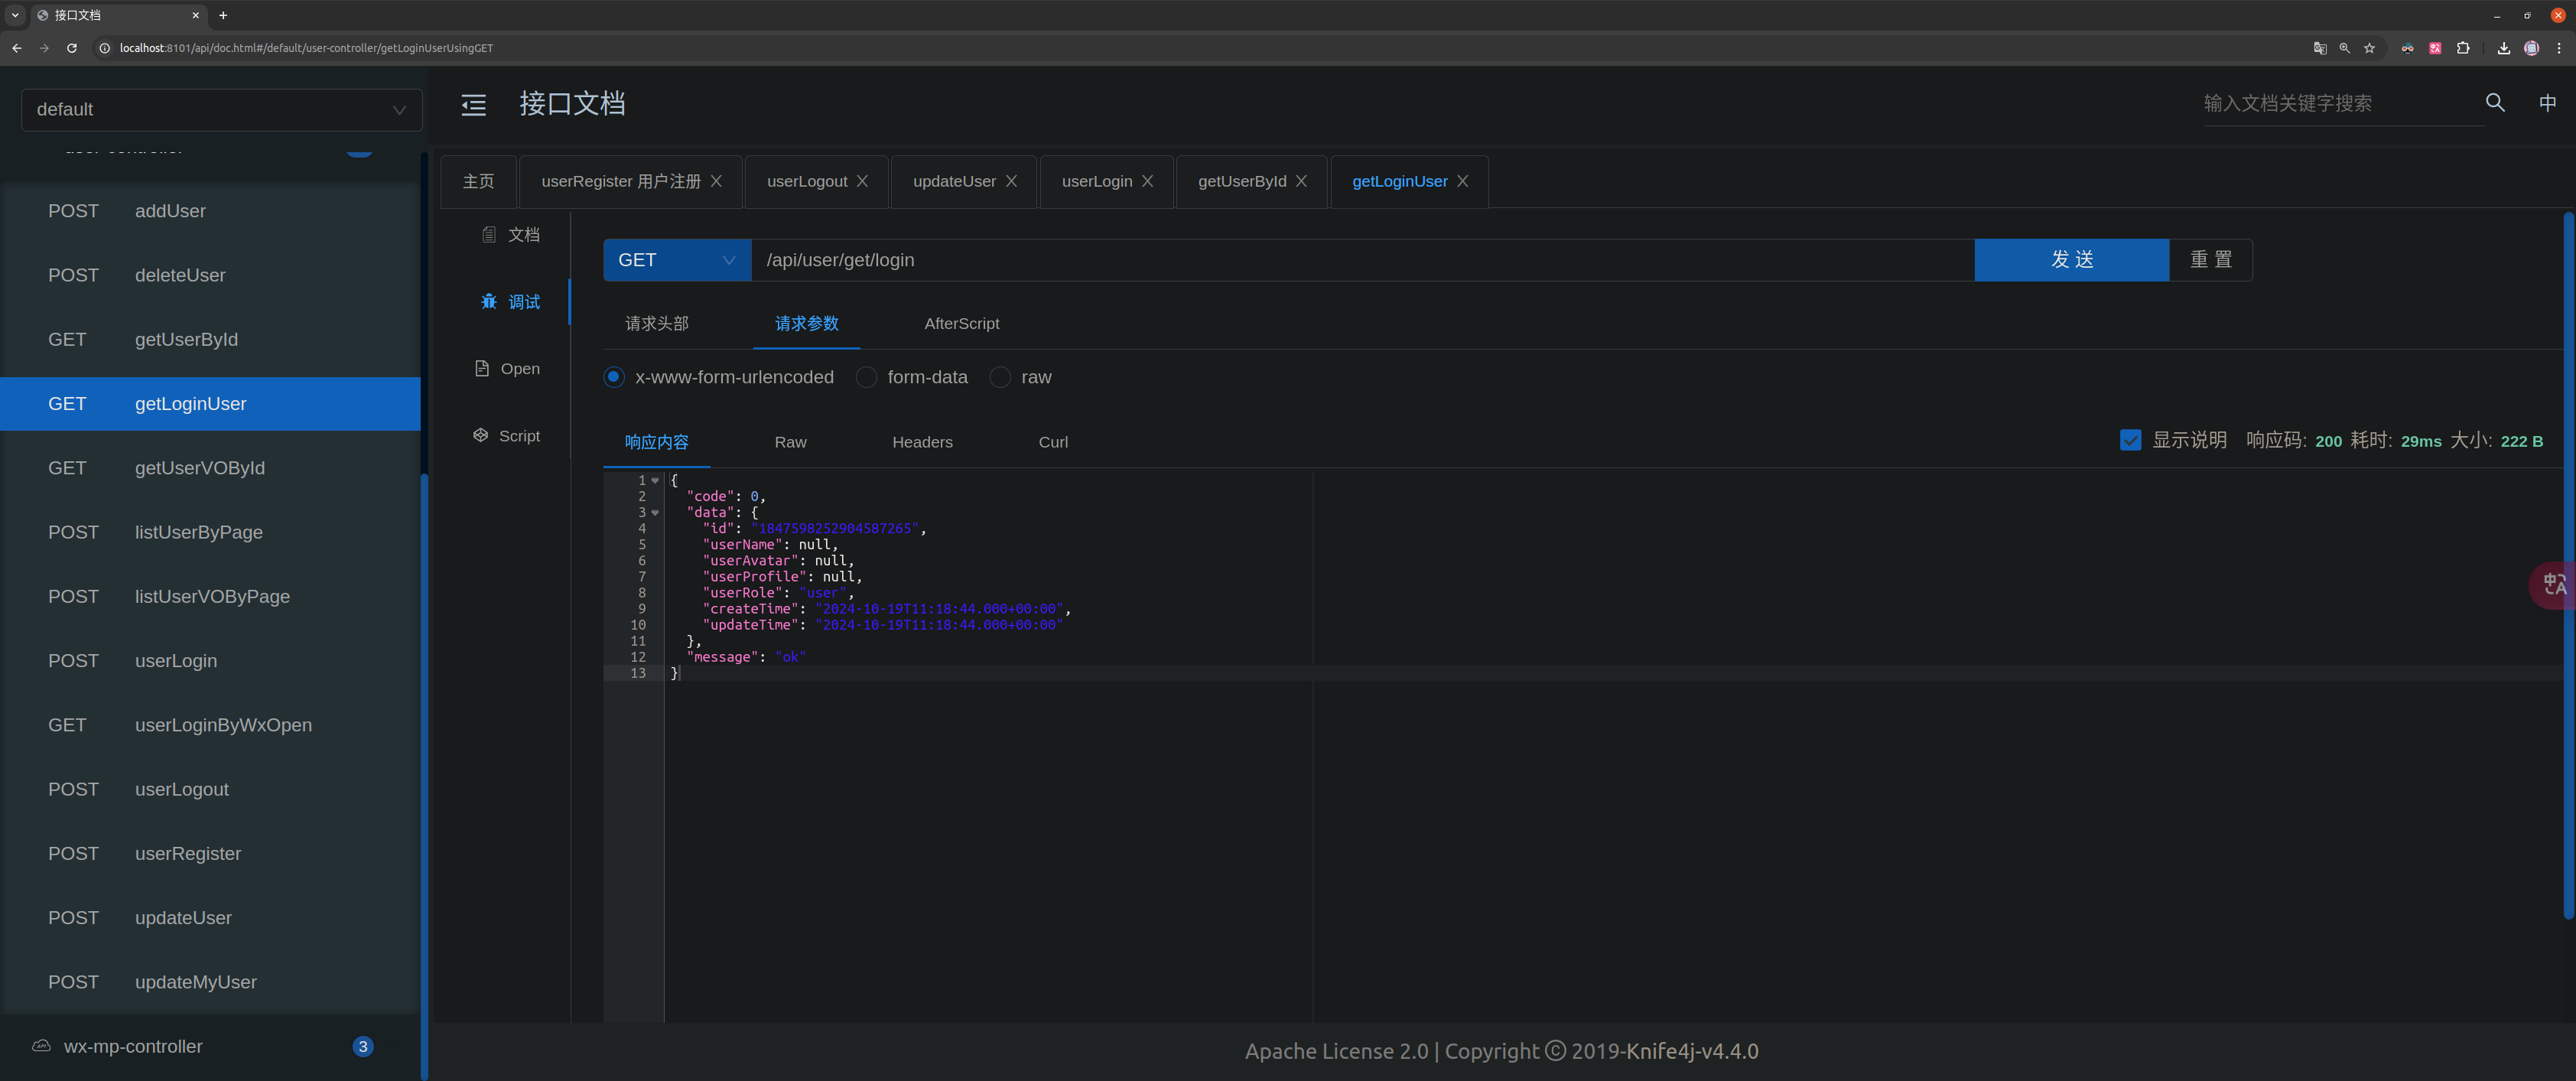 接口文档
localhost:8101/api/doc.html#/default/user-controller/getLoginUserUsingGET
default
接口文档
输入文档关键字搜索
中
user-controller
POST addUser
POST deleteUser
GET getUserById
GET getLoginUser
GET getUserVOById
POST listUserByPage
POST listUserVOByPage
POST userLogin
GET userLoginByWxOpen
POST userLogout
POST userRegister
POST updateUser
POST updateMyUser
wx-mp-controller 3
主页 userRegister 用户注册 userLogout updateUser userLogin getUserById getLoginUser
文档
调试
Open
Script
GET /api/user/get/login 发 送 重 置
请求头部 请求参数 AfterScript
x-www-form-urlencoded form-data raw
响应内容 Raw Headers Curl 显示说明 响应码: 200 耗时: 29ms 大小: 222 B
1 {
2 "code": 0,
3 "data": {
4 "id": "1847598252904587265",
5 "userName": null,
6 "userAvatar": null,
7 "userProfile": null,
8 "userRole": "user",
9 "createTime": "2024-10-19T11:18:44.000+00:00",
10 "updateTime": "2024-10-19T11:18:44.000+00:00"
11 },
12 "message": "ok"
13 }
Apache License 2.0 | Copyright © 2019-Knife4j-v4.4.0